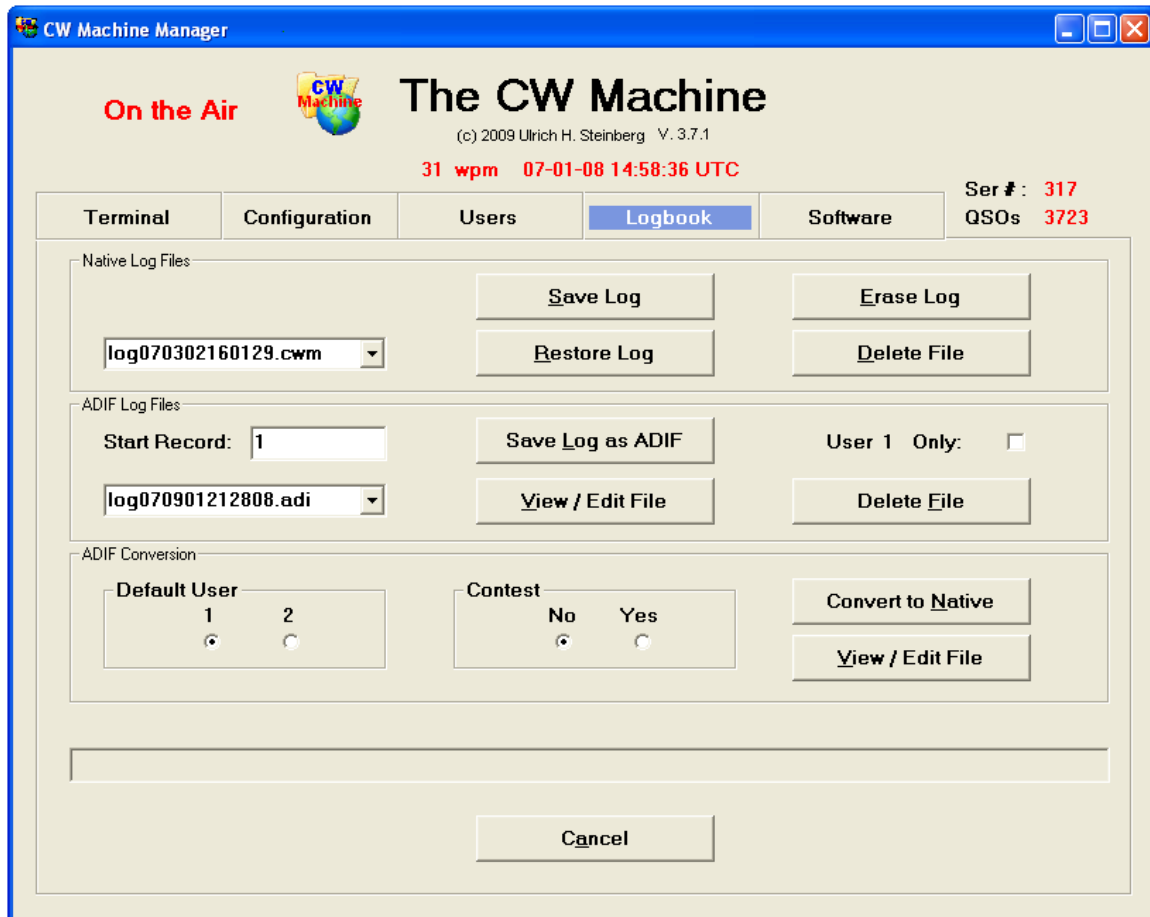 CW Machine Manager
On the Air
CW Machine
The CW Machine
(c) 2009 Ulrich H. Steinberg V. 3.7.1
31 wpm 07-01-08 14:58:36 UTC
Ser #: 317
Terminal Configuration Users Logbook Software QSOs 3723
Native Log Files
Save Log Erase Log
log070302160129.cwm Restore Log Delete File
ADIF Log Files
Start Record: 1 Save Log as ADIF User 1 Only:
log070901212808.adi View / Edit File Delete File
ADIF Conversion
Default User Contest
Convert to Native
1 2 No Yes
View / Edit File
Cancel